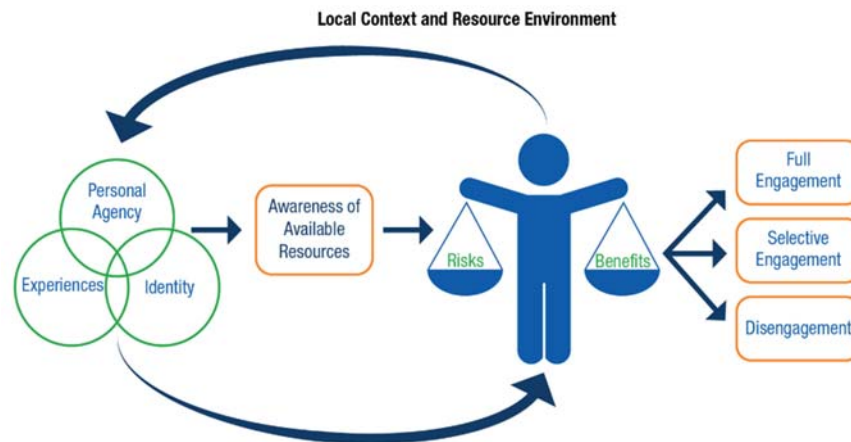 Local Context and Resource Environment
Personal
Agency
Experiences
Identity
Awareness of
Available
Resources
Risks
Benefits
Full
Engagement
Selective
Engagement
Disengagement